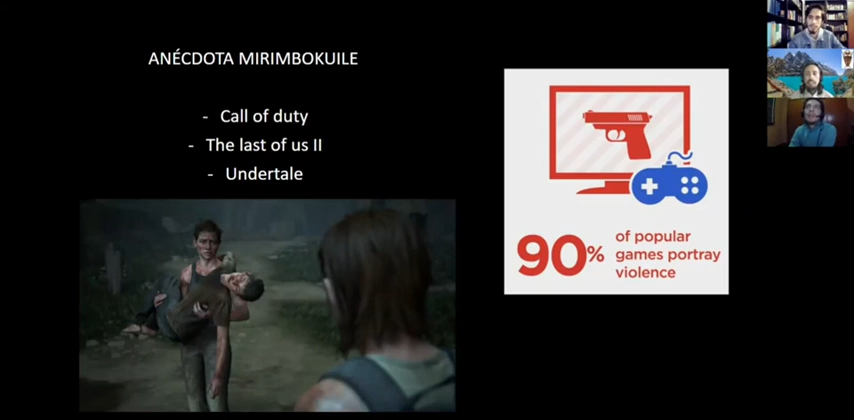 ANÉCDOTA MIRIMBOKUILE
- Call of duty
- The last of us II
- Undertale
90% of popular
games portray
violence